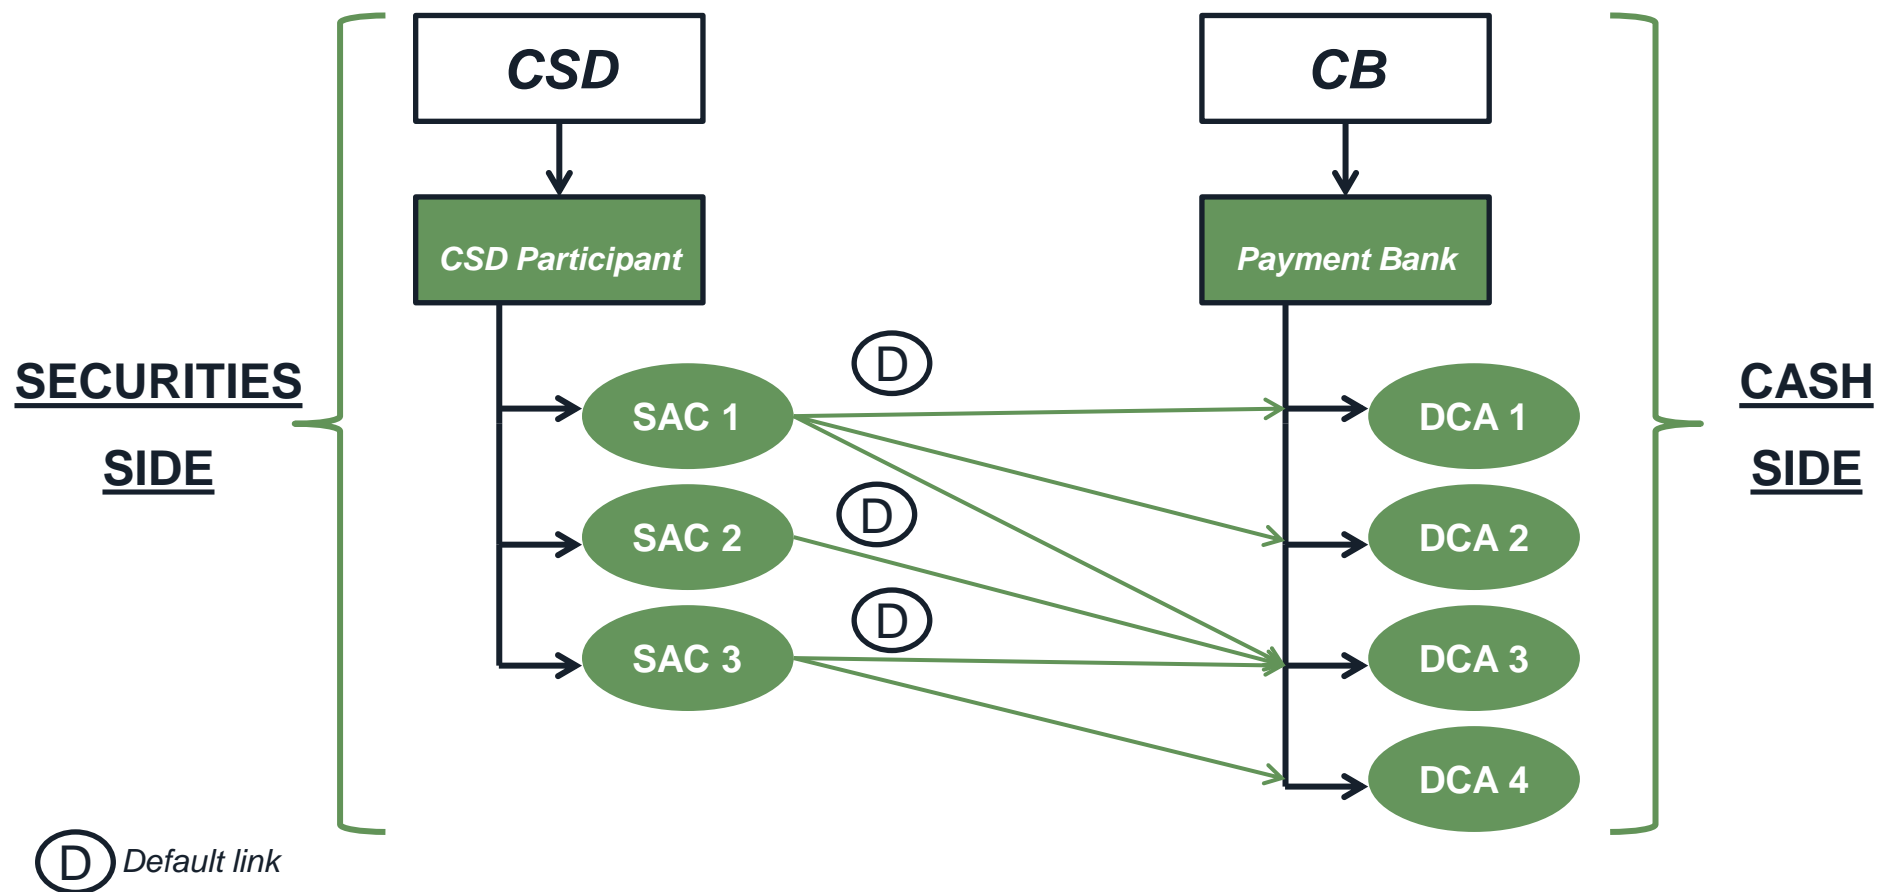 CSD
CB
CSD Participant
Payment Bank
SECURITIES
SIDE
CASH
SIDE
D
SAC 1
DCA 1
D
SAC 2
DCA 2
D
SAC 3
DCA 3
DCA 4
D Default link